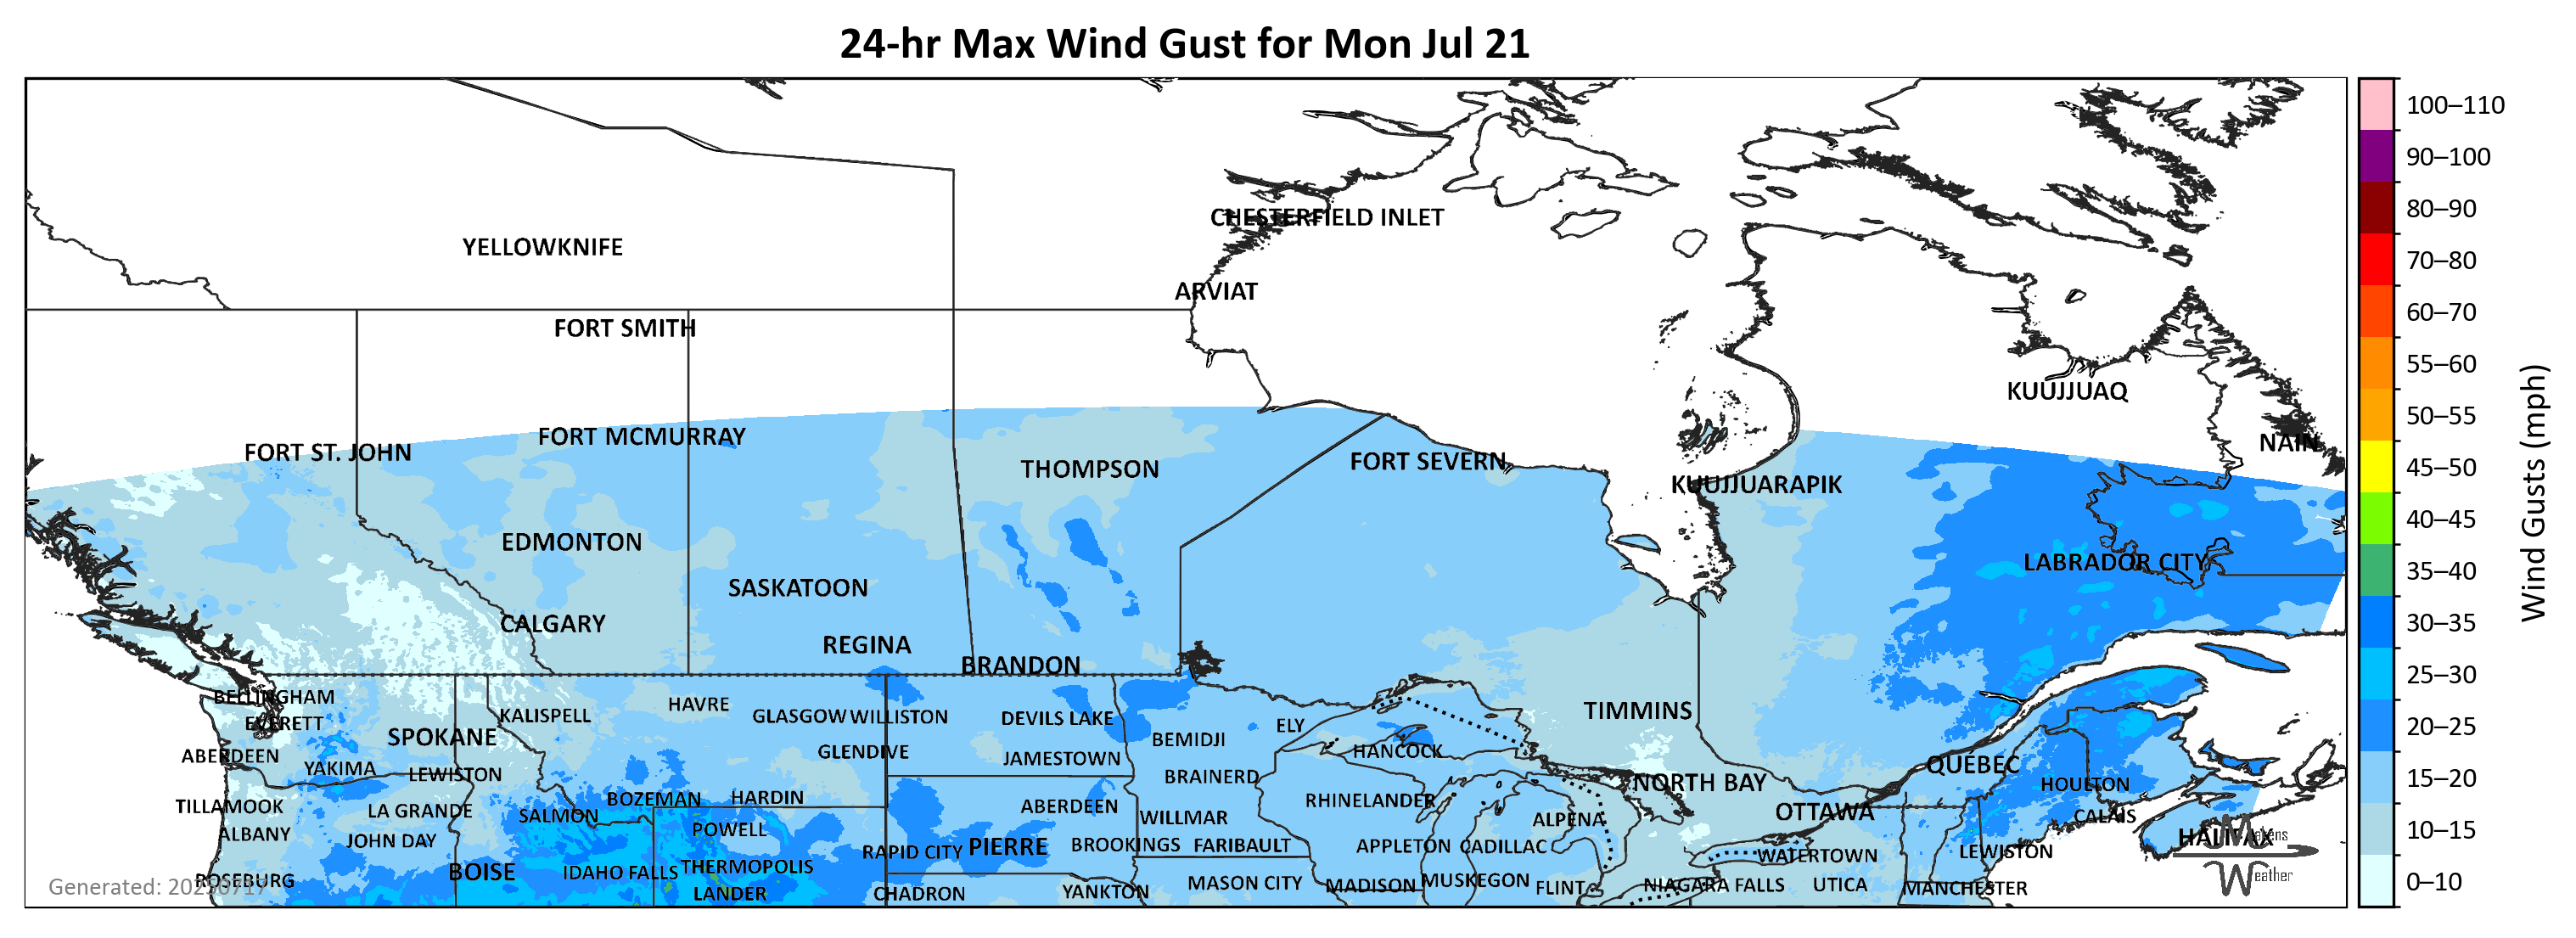 24-hr Max Wind Gust for Mon Jul 21
100–110
90–100
80–90
CHESTERFIELD INLET
YELLOWKNIFE
70–80
ARVIAT
60–70
FORT SMITH
55–60
KUUJJUAQ
50–55
FORT MCMURRAY
NAIN
FORT ST. JOHN
FORT SEVERN
THOMPSON
45–50
KUUJJUARAPIK
40–45
EDMONTON
LABRADOR CITY
35–40
SASKATOON
CALGARY
30–35
REGINA
BRANDON
25–30
BELLINGHAM
HAVRE
TIMMINS
KALISPELL
GLASGOW
WILLISTON
DEVILS LAKE
EVERETT
ELY
20–25
SPOKANE
BEMIDJI
HANCOCK
ABERDEEN
GLENDIVE
JAMESTOWN
QUÉBEC
YAKIMA
LEWISTON
BRAINERD
15–20
NORTH BAY
HOULTON
BOZEMAN
HARDIN
RHINELANDER
TILLAMOOK
LA GRANDE
ABERDEEN
OTTAWA
SALMON
WILLMAR
ALPENA
CALAIS
10–15
ALBANY
POWELL
HALIFAX
JOHN DAY
BROOKINGS
FARIBAULT
APPLETON
CADILLAC
PIERRE
RAPID CITY
LEWISTON
WATERTOWN
THERMOPOLIS
BOISE
IDAHO FALLS
eather
ROSEBURG
MASON CITY
MADISON
MUSKEGON
FLINT
NIAGARA FALLS
UTICA
MANCHESTER
0–10
LANDER
CHADRON
YANKTON
Wind Gusts (mph)